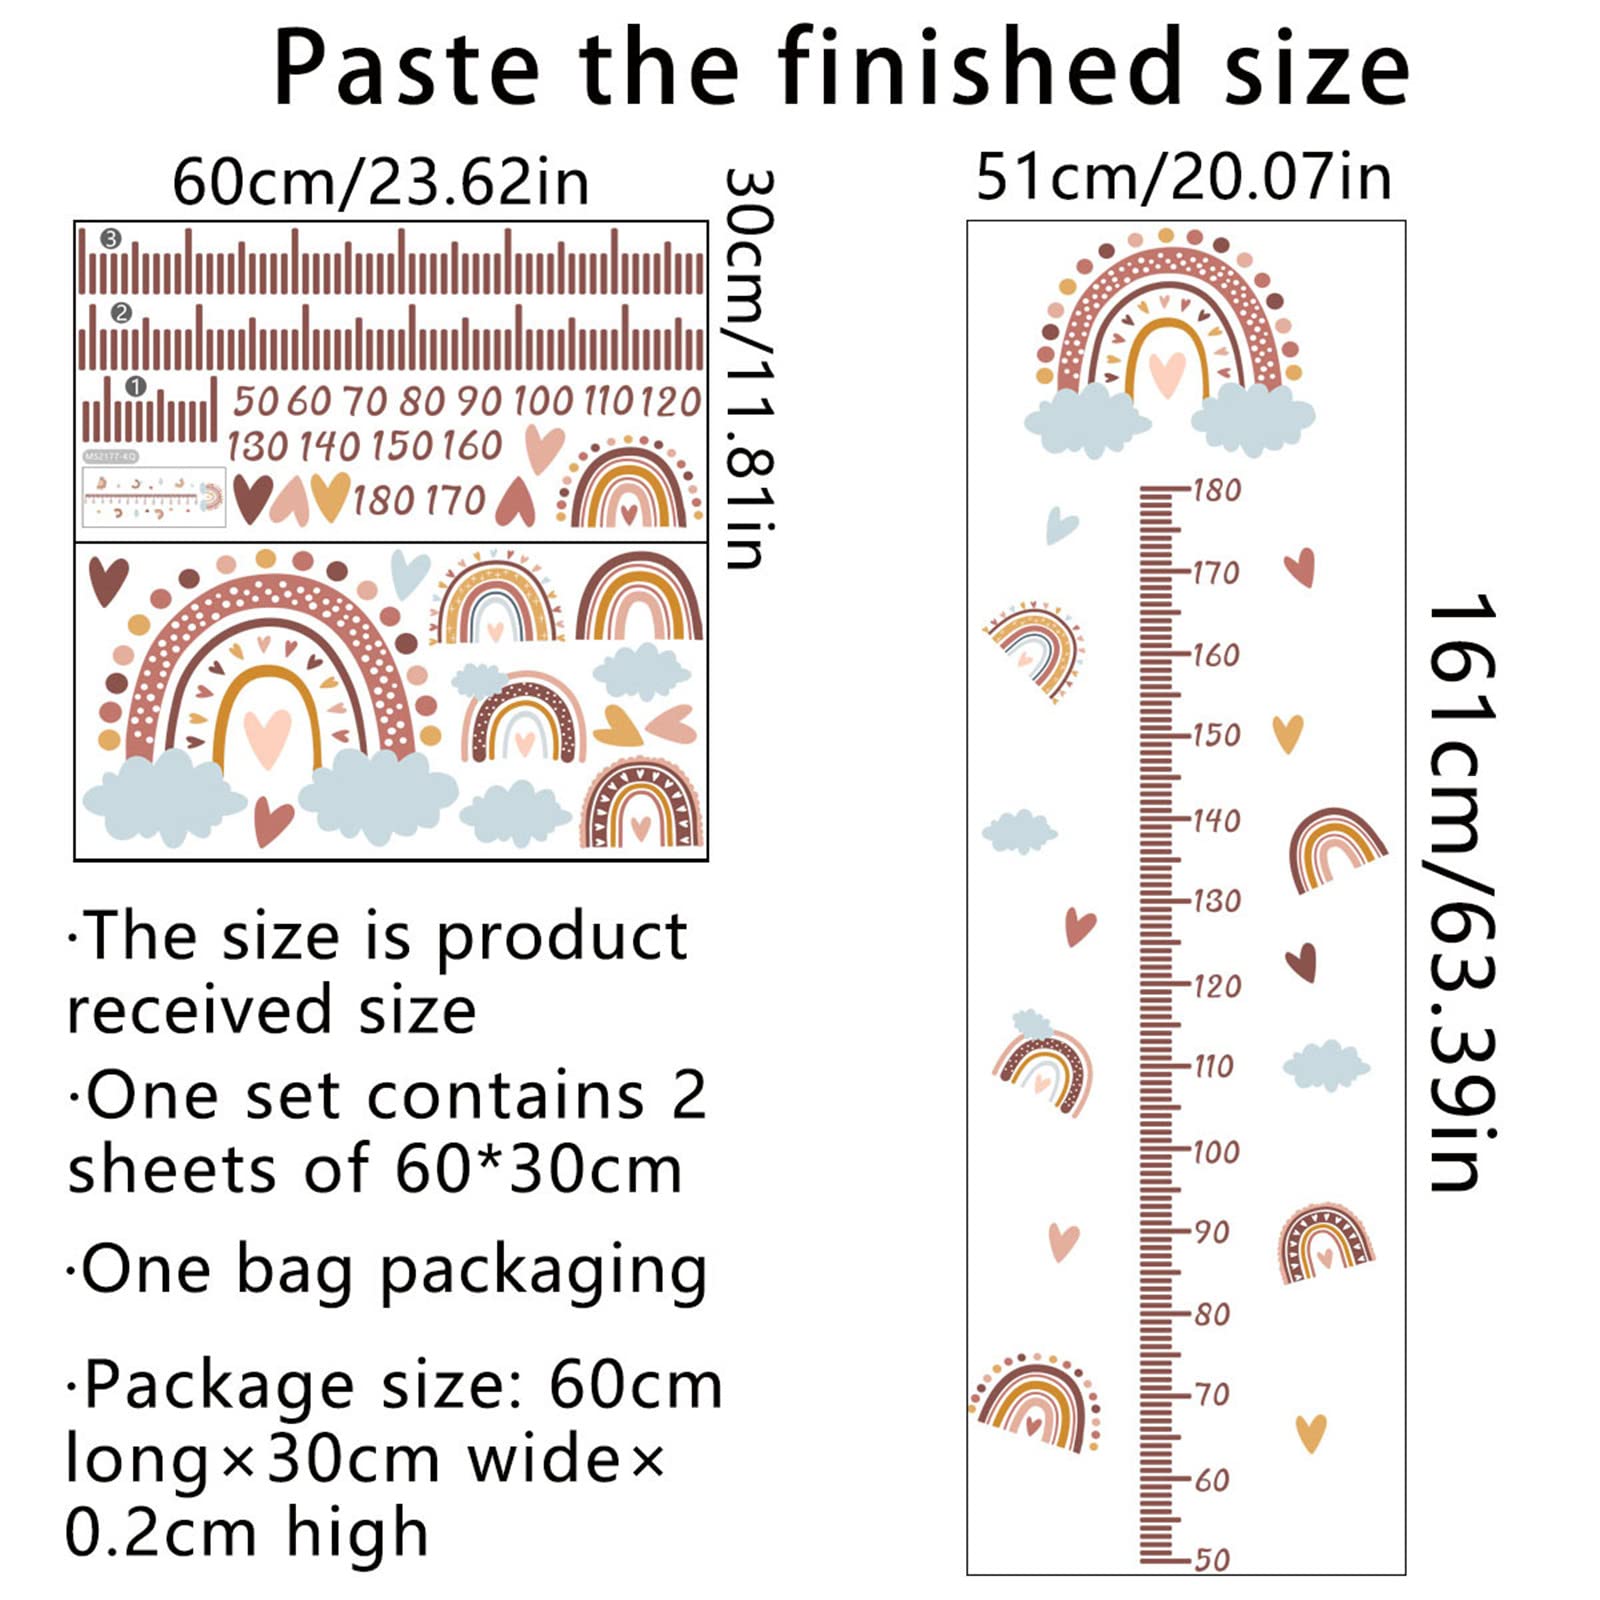 Paste the finished size
60cm/23.62in
30cm/11.81in
3
2
1
50 60 70 80 90 100 110 120
130 140 150 160
MS2177-KQ
180 170
·The size is product
received size
·One set contains 2
sheets of 60*30cm
·One bag packaging
·Package size: 60cm
long×30cm wide×
0.2cm high
51cm/20.07in
180
170
160
150
140
130
120
110
100
90
80
70
60
50
161cm/63.39in